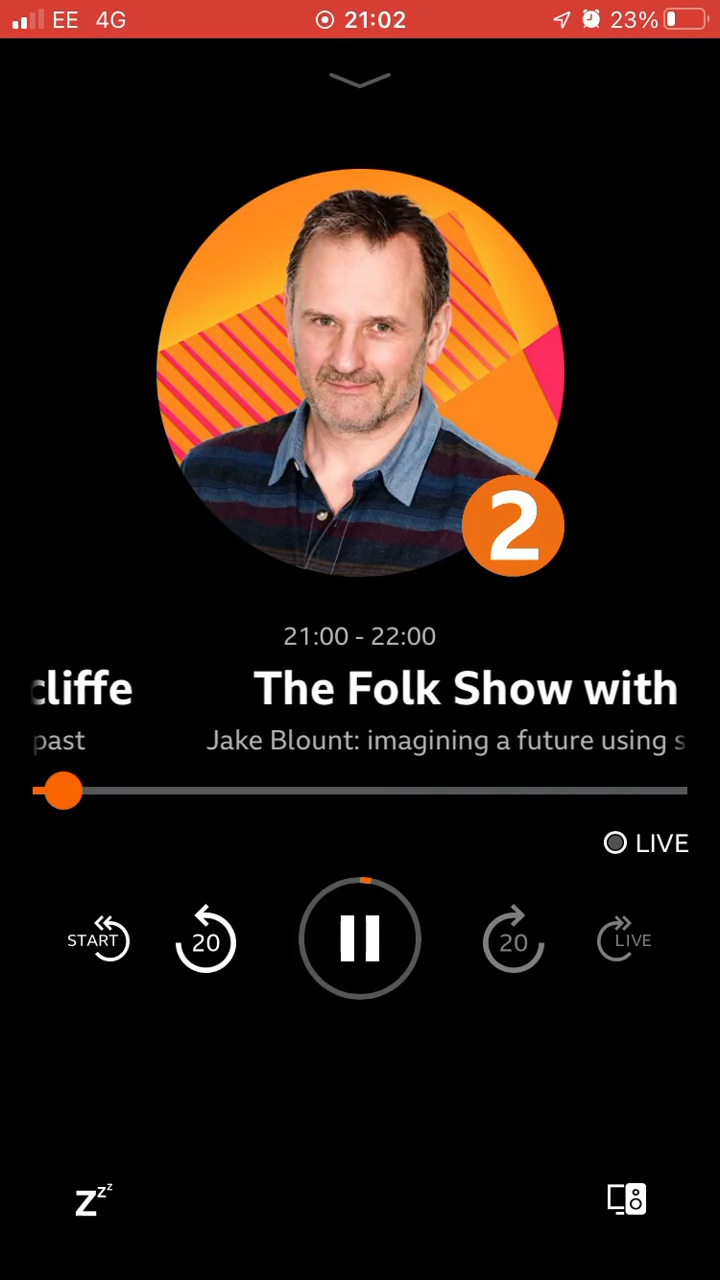 EE 4G 21:02 23%
2
21:00 - 22:00
cliffe The Folk Show with
past Jake Blount: imagining a future using s
LIVE
START 20 20 LIVE
zzz